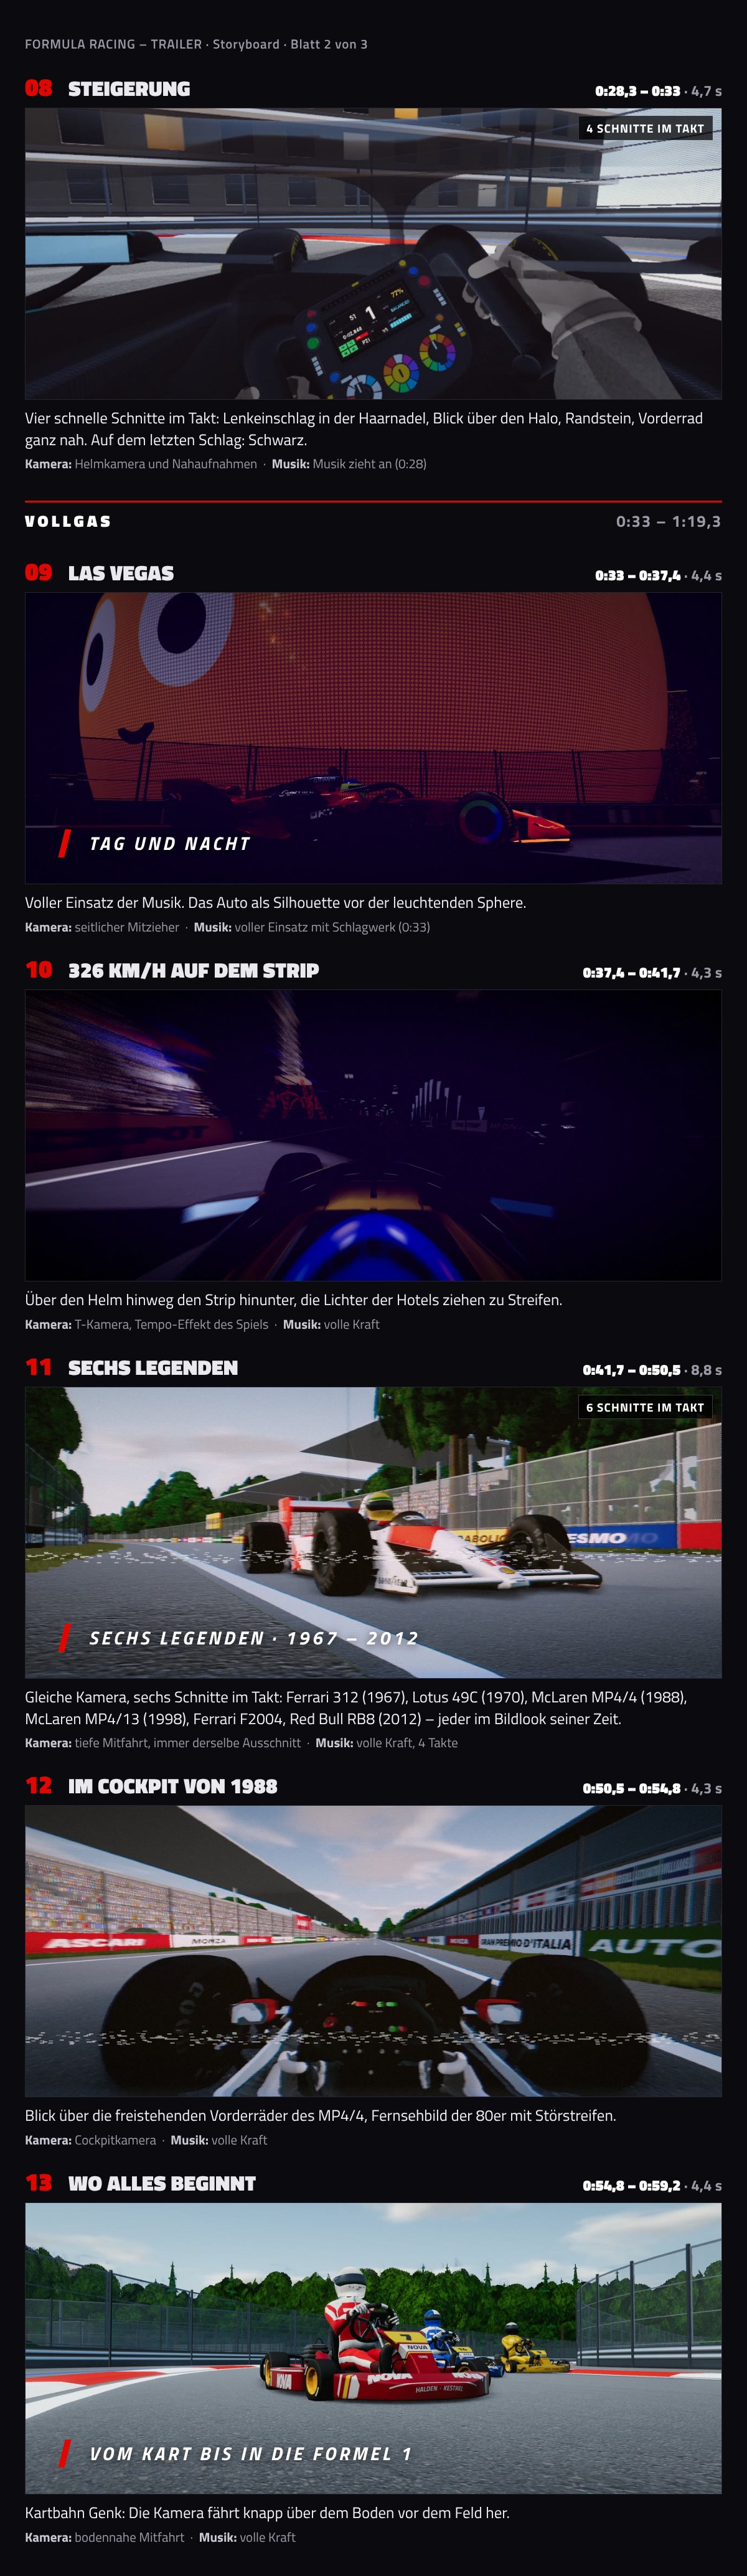 FORMULA RACING – TRAILER · Storyboard · Blatt 2 von 3
08 STEIGERUNG 0:28,3 – 0:33 · 4,7 s
4 SCHNITTE IM TAKT
1
77%
51
Vier schnelle Schnitte im Takt: Lenkeinschlag in der Haarnadel, Blick über den Halo, Randstein, Vorderrad
ganz nah. Auf dem letzten Schlag: Schwarz.
Kamera: Helmkamera und Nahaufnahmen · Musik: Musik zieht an (0:28)
VOLLGAS 0:33 – 1:19,3
09 LAS VEGAS 0:33 – 0:37,4 · 4,4 s
TAG UND NACHT
Voller Einsatz der Musik. Das Auto als Silhouette vor der leuchtenden Sphere.
Kamera: seitlicher Mitzieher · Musik: voller Einsatz mit Schlagwerk (0:33)
10 326 KM/H AUF DEM STRIP 0:37,4 – 0:41,7 · 4,3 s
Über den Helm hinweg den Strip hinunter, die Lichter der Hotels ziehen zu Streifen.
Kamera: T-Kamera, Tempo-Effekt des Spiels · Musik: volle Kraft
11 SECHS LEGENDEN 0:41,7 – 0:50,5 · 8,8 s
6 SCHNITTE IM TAKT
SECHS LEGENDEN · 1967 – 2012
Gleiche Kamera, sechs Schnitte im Takt: Ferrari 312 (1967), Lotus 49C (1970), McLaren MP4/4 (1988),
McLaren MP4/13 (1998), Ferrari F2004, Red Bull RB8 (2012) – jeder im Bildlook seiner Zeit.
Kamera: tiefe Mitfahrt, immer derselbe Ausschnitt · Musik: volle Kraft, 4 Takte
12 IM COCKPIT VON 1988 0:50,5 – 0:54,8 · 4,3 s
ASCARI MONZA GRAN PREMIO D'ITALIA AUTO
Blick über die freistehenden Vorderräder des MP4/4, Fernsehbild der 80er mit Störstreifen.
Kamera: Cockpitkamera · Musik: volle Kraft
13 WO ALLES BEGINNT 0:54,8 – 0:59,2 · 4,4 s
7
NOVA
NOVA NOVA
HALDEN · KESTREL
VOM KART BIS IN DIE FORMEL 1
Kartbahn Genk: Die Kamera fährt knapp über dem Boden vor dem Feld her.
Kamera: bodennahe Mitfahrt · Musik: volle Kraft